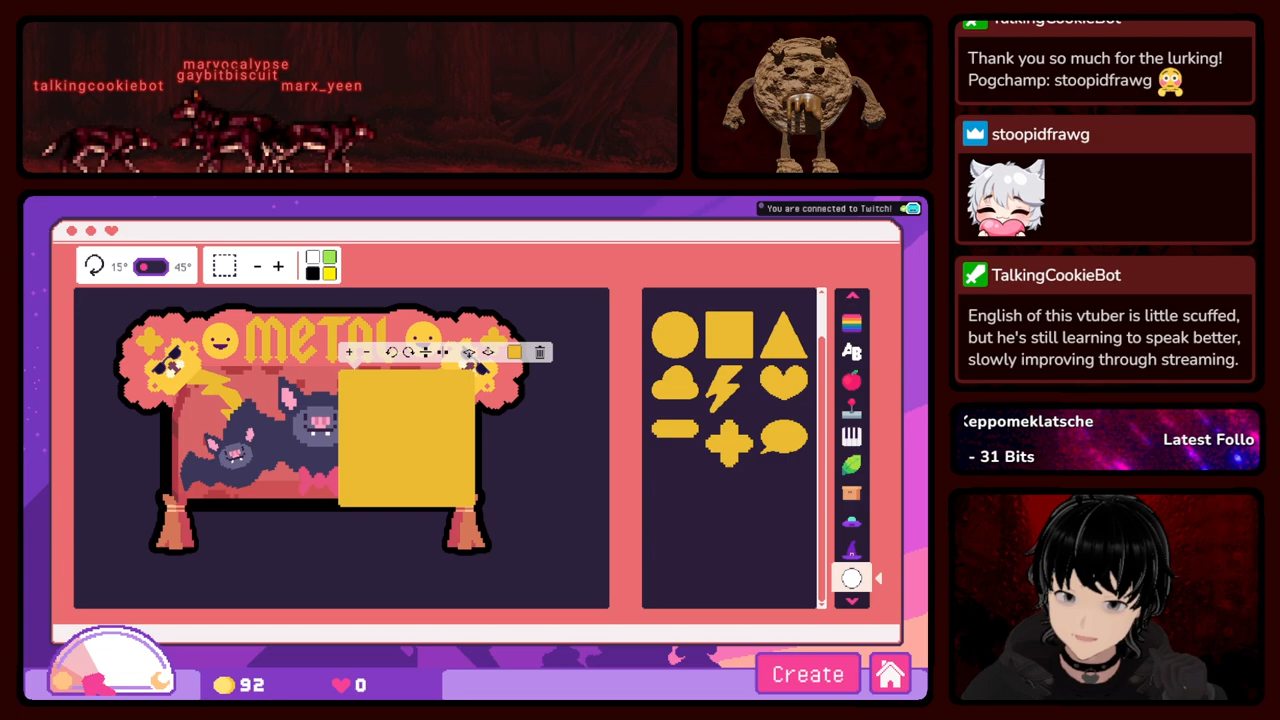 marvocalypse
gaybitbiscuit
talkingcookiebot
marx_yeen
Thank you so much for the lurking!
Pogchamp: stoopidfrawg
stoopidfrawg
TalkingCookieBot
English of this vtuber is little scuffed,
but he's still learning to speak better,
slowly improving through streaming.
You are connected to Twitch!
15°
45°
METAL
AB
Keppomeklatsche
Latest Follo
- 31 Bits
92
0
Create